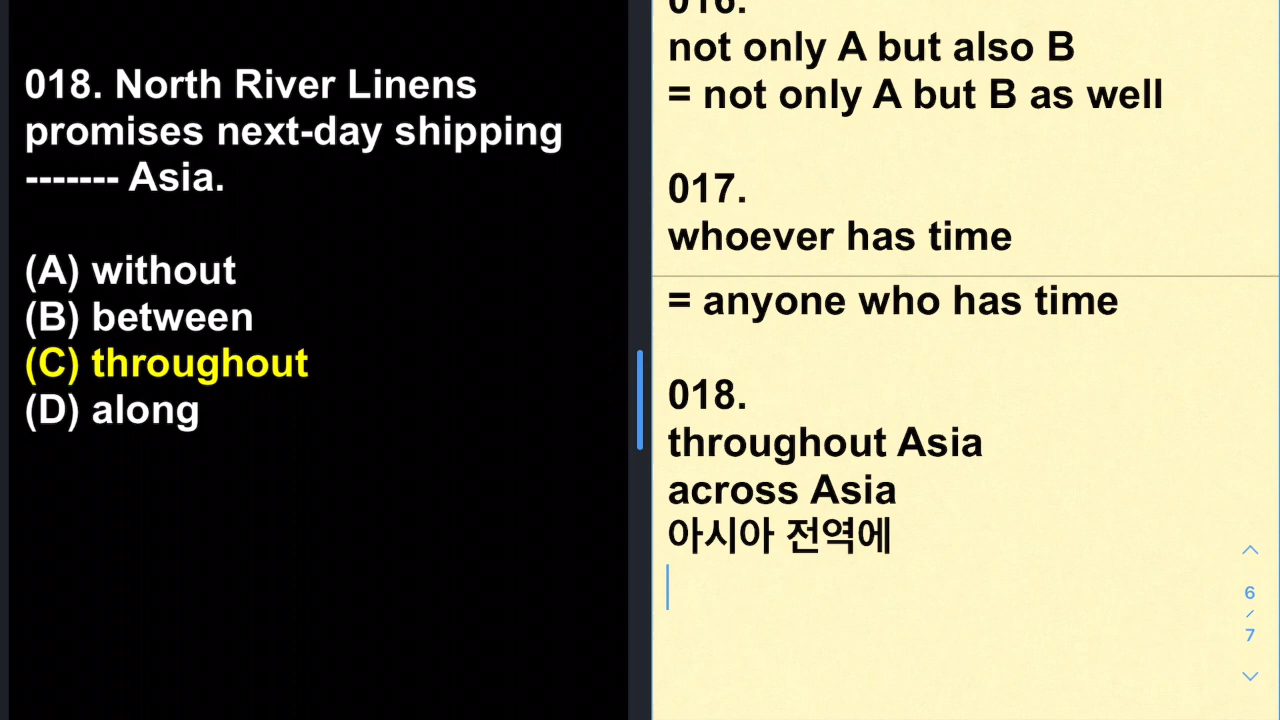 018. North River Linens
promises next-day shipping
------- Asia.
(A) without
(B) between
(C) throughout
(D) along
016.
not only A but also B
= not only A but B as well
017.
whoever has time
= anyone who has time
018.
throughout Asia
across Asia
아시아 전역에
6
/
7